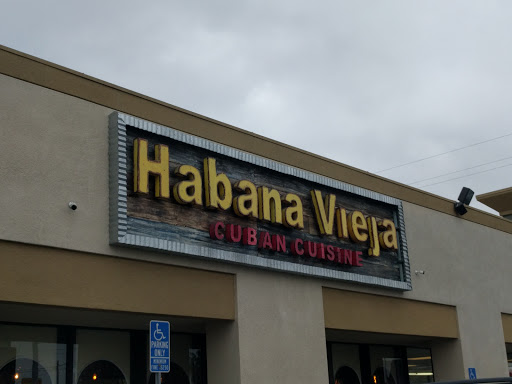 Habana Vieja
CUBAN CUISINE
PARKING
ONLY